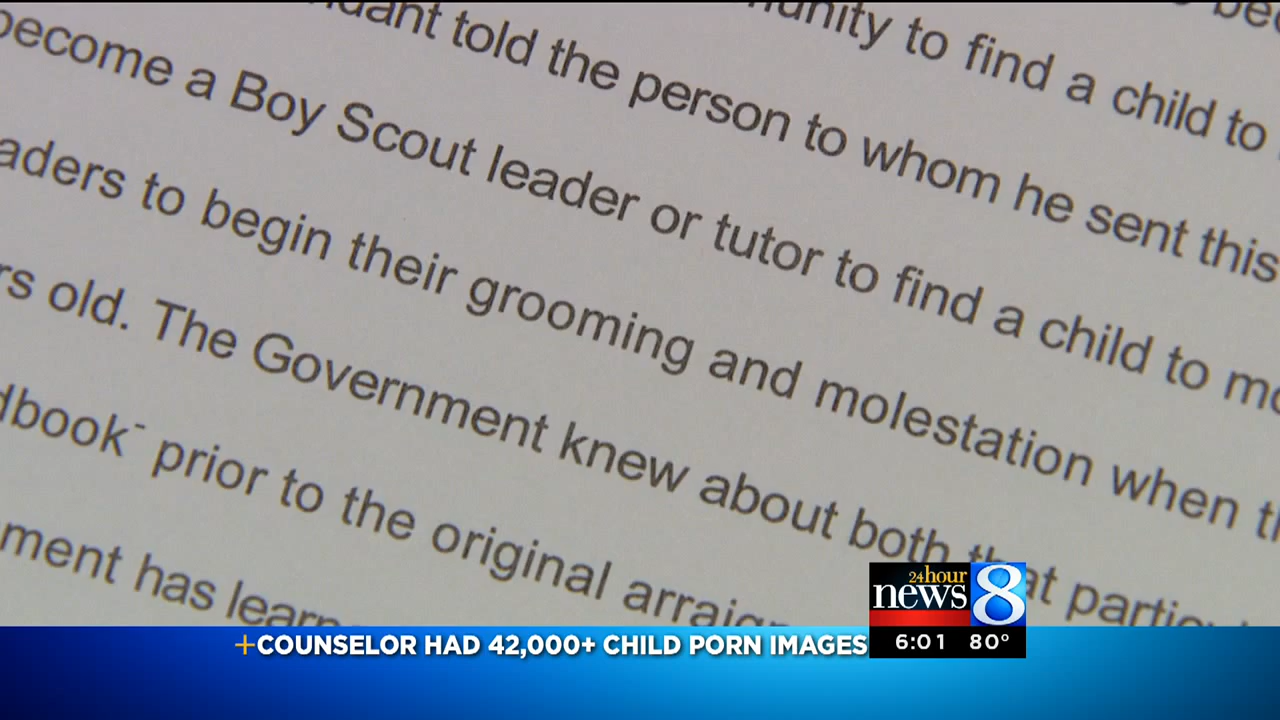 unity to find a child to
told the person to whom he sent this
become a Boy Scout leader or tutor to find a child to
to begin their grooming and molestation when
old. The Government knew about both that
prior to the original
has
24hour
news 8
6:01 80°
+COUNSELOR HAD 42,000+ CHILD PORN IMAGES